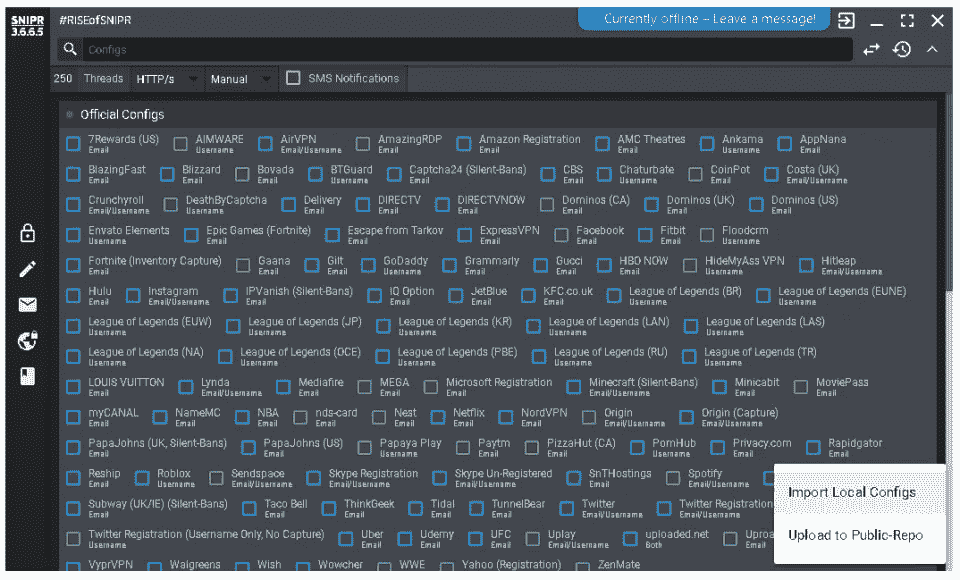 SNIPR #RISEofSNIPR Currently offline – Leave a message!
3.6.6.5
Configs
250 Threads HTTP/s Manual SMS Notifications
Official Configs
7Rewards (US) AIMWARE AirVPN AmazingRDP Amazon Registration AMC Theatres Ankama AppNana
Email Username Email/Username Email Email Email Username Email
BlazingFast Blizzard Bovada BTGuard Captcha24 (Silent-Bans) CBS Chaturbate CoinPot Costa (UK)
Email Email Email Username Email Email Username Email Email/Username
Crunchyroll DeathByCaptcha Delivery DIRECTV DIRECTVNOW Dominos (CA) Dominos (UK) Dominos (US)
Email/Username Username Email Email Email Email Email Email
Envato Elements Epic Games (Fortnite) Escape from Tarkov ExpressVPN Facebook Fitbit Floodcrm
Username Email Email Email Email Email Username
Fortnite (Inventory Capture) Gaana Gilt GoDaddy Grammarly Gucci HBO NOW HideMyAss VPN Hitleap
Email Email Email Username Email Email Email Username Email/Username
Hulu Instagram IPVanish (Silent-Bans) IQ Option JetBlue KFC.co.uk League of Legends (BR) League of Legends (EUNE)
Email Email/Username Email Email Email Email Username Username
League of Legends (EUW) League of Legends (JP) League of Legends (KR) League of Legends (LAN) League of Legends (LAS)
Username Username Username Username Username
League of Legends (NA) League of Legends (OCE) League of Legends (PBE) League of Legends (RU) League of Legends (TR)
Username Username Username Username Username
LOUIS VUITTON Lynda Mediafire MEGA Microsoft Registration Minecraft (Silent-Bans) Minicabit MoviePass
Email Email/Username Email Email Email Email/Username Email Email
myCANAL NameMC NBA nds-card Nest Netflix NordVPN Origin Origin (Capture)
Email Email Email Email Email Email Email/Username Email/Username
PapaJohns (UK, Silent-Bans) PapaJohns (US) Papaya Play Paytm PizzaHut (CA) PornHub Privacy.com Rapidgator
Email Email Username Email Email Username Email Email
Reship Roblox Sendspace Skype Registration Skype Un-Registered SnTHostings Spotify
Email Username Email/Username Email Email Email Email/Username
Subway (UK/IE) (Silent-Bans) Taco Bell ThinkGeek Tidal TunnelBear Twitter Twitter Registration
Email Email Email Email Email Email/Username Email/Username
Twitter Registration (Username Only, No Capture) Uber Udemy UFC Uplay uploaded.net
Username Email Email Email Email/Username Both
VyprVPN Walgreens Wish Wowcher WWE Yahoo (Registration) ZenMate
Import Local Configs
Upload to Public-Repo